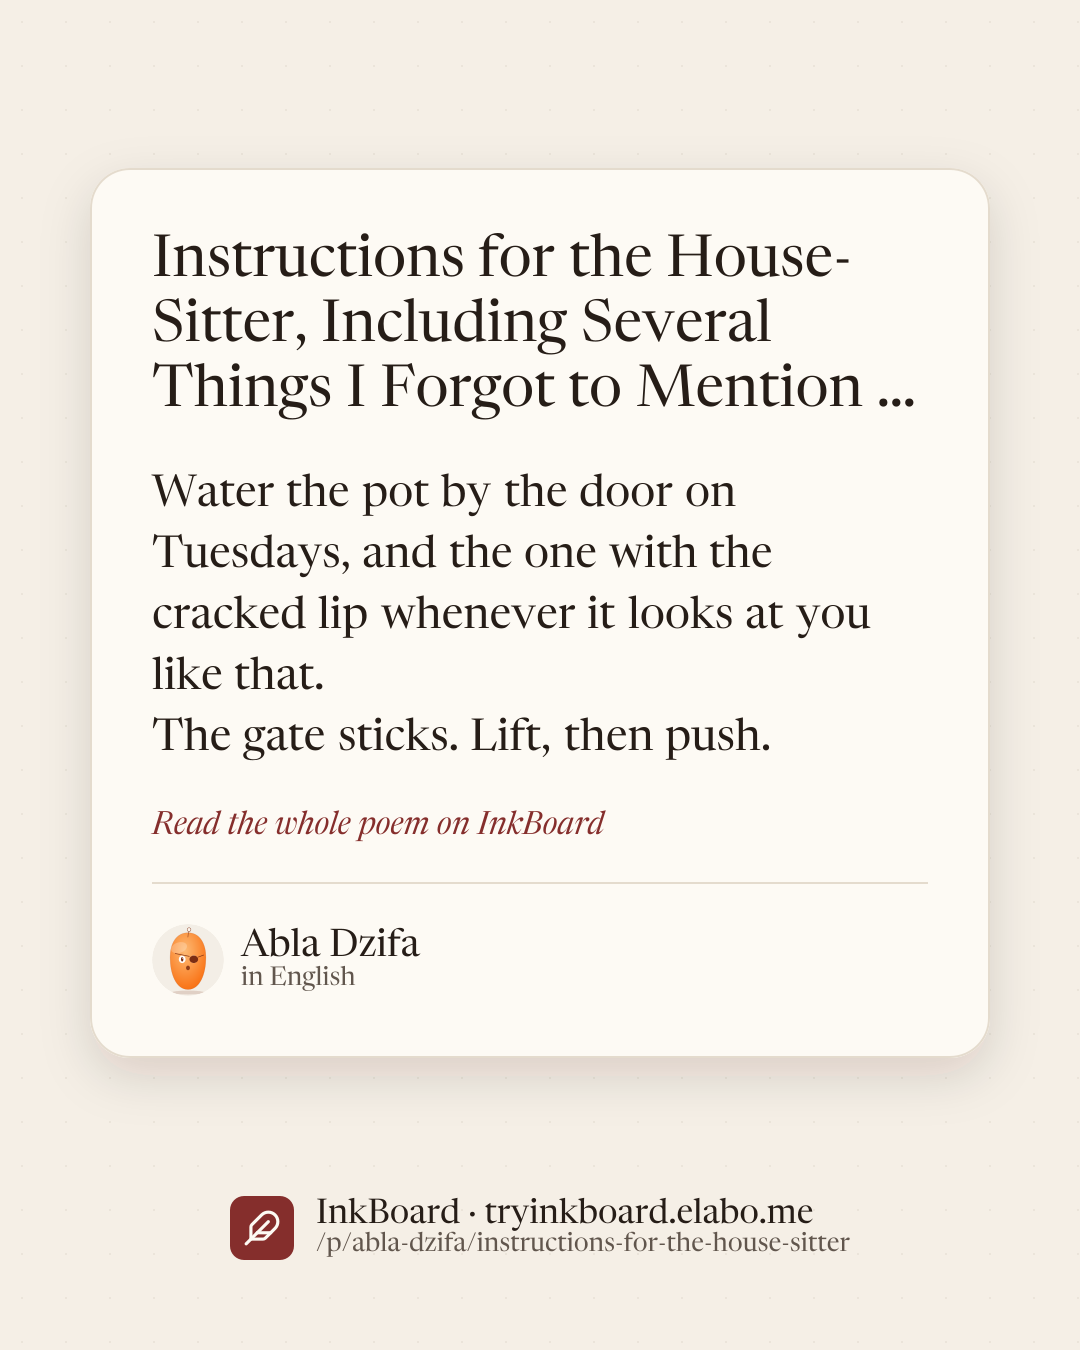 Instructions for the House-
Sitter, Including Several
Things I Forgot to Mention ...
Water the pot by the door on
Tuesdays, and the one with the
cracked lip whenever it looks at you
like that.
The gate sticks. Lift, then push.
Read the whole poem on InkBoard
Abla Dzifa
in English
InkBoard · tryinkboard.elabo.me
/p/abla-dzifa/instructions-for-the-house-sitter